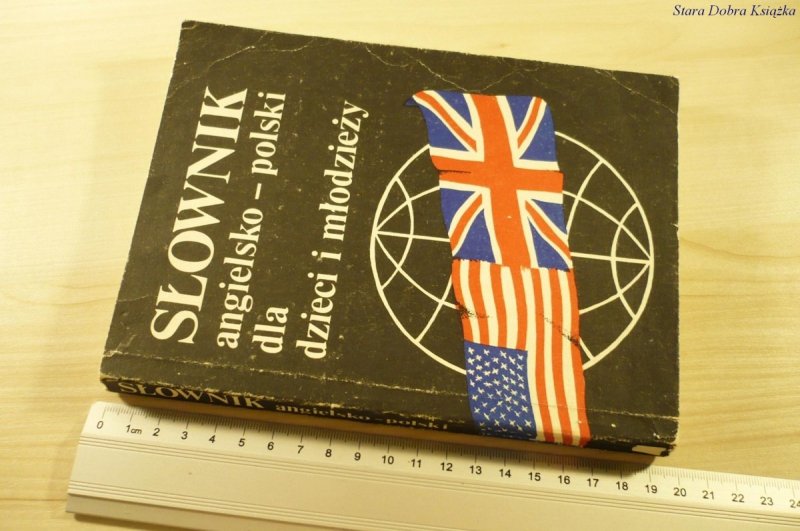 Stara Dobra Książka
SŁOWNIK
angielsko – polski
dla
dzieci i młodzieży
SŁOWNIK angielsko–polski
0 1cm 2 3 4 5 6 7 8 9 10 11 12 13 14 15 16 17 18 19 20 21 22 23 24